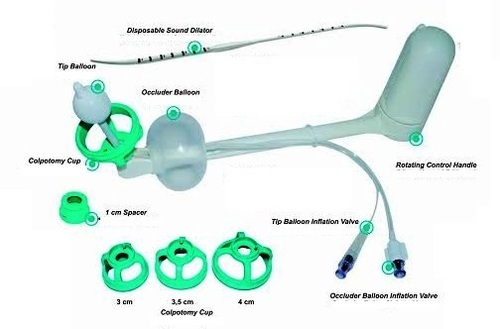 Disposable Sound Dilator
Tip Balloon
Occluder Balloon
Colpotomy Cup
Rotating Control Handle
1 cm Spacer
Tip Balloon Inflation Valve
Occluder Balloon Inflation Valve
3 cm
3,5 cm
4 cm
Colpotomy Cup